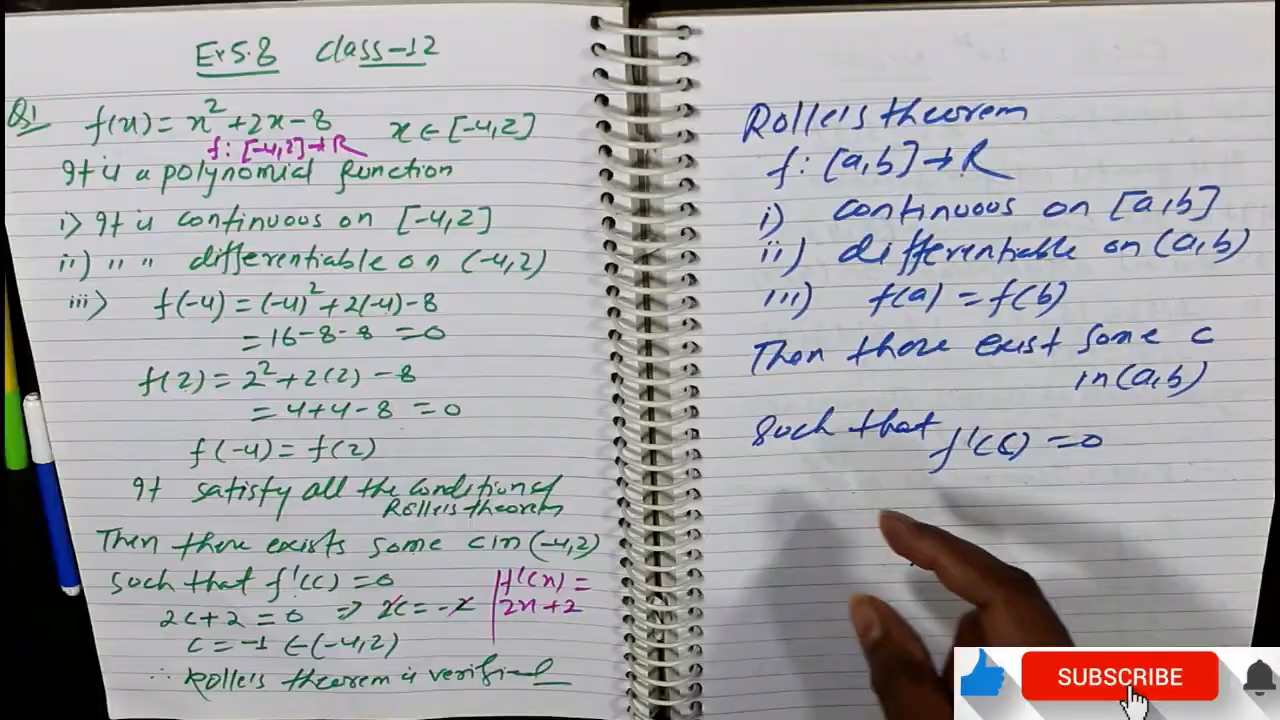 Ex 5.8 class-12
Q1 f(x) = x² + 2x - 8 x ∈ [-4,2]
f: [-4,2] → R
It is a polynomial function
i) It is continuous on [-4,2]
ii) " " differentiable on (-4,2)
iii) f(-4) = (-4)² + 2(-4) - 8
= 16 - 8 - 8 = 0
f(2) = 2² + 2(2) - 8
= 4 + 4 - 8 = 0
f(-4) = f(2)
It satisfy all the condition of
Rolle's theorem
Then there exists some c in (-4,2)
such that f'(c) = 0
2c + 2 = 0 ⇒ 2c = -2
c = -1 ∈ (-4,2)
f'(x) =
2x + 2
∴ Rolle's theorem is verified
Rolle's theorem
f: [a,b] → R
i) continuous on [a,b]
ii) differentiable on (a,b)
iii) f(a) = f(b)
Then there exist some c
in (a,b)
such that f'(c) = 0
SUBSCRIBE